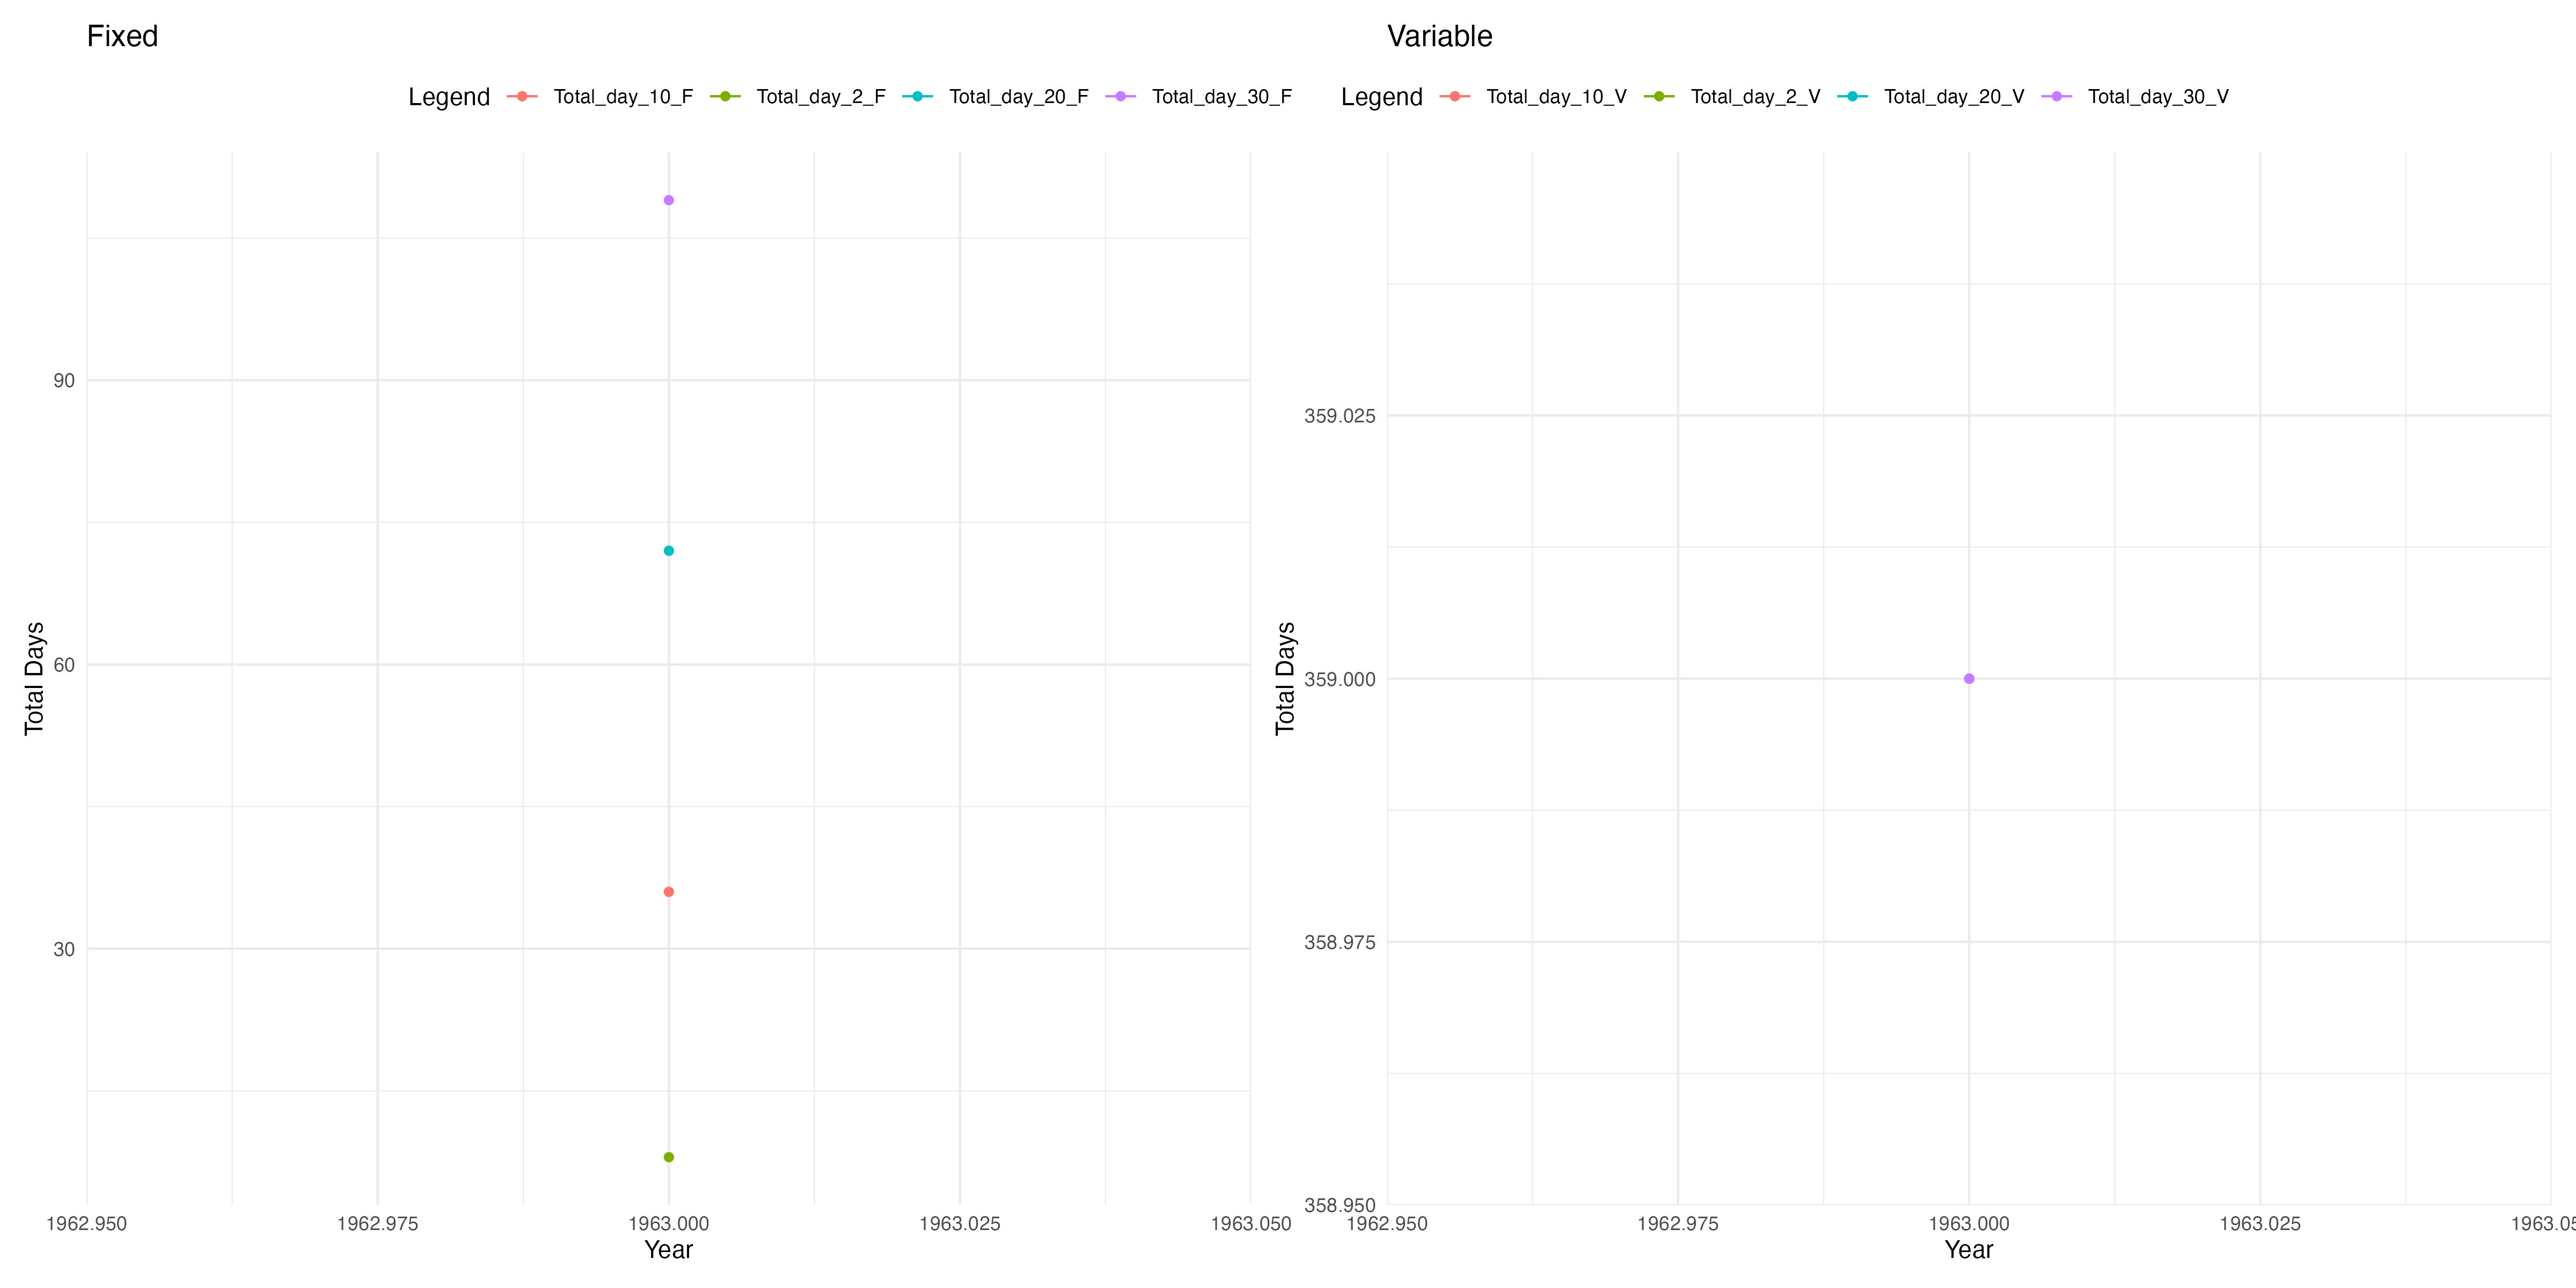 Fixed
Legend Total_day_10_F Total_day_2_F Total_day_20_F Total_day_30_F
90
60
30
Total Days
1962.950 1962.975 1963.000 1963.025 1963.050
Year
Variable
Legend Total_day_10_V Total_day_2_V Total_day_20_V Total_day_30_V
359.025
359.000
358.975
358.950
Total Days
1962.950 1962.975 1963.000 1963.025 1963.05
Year